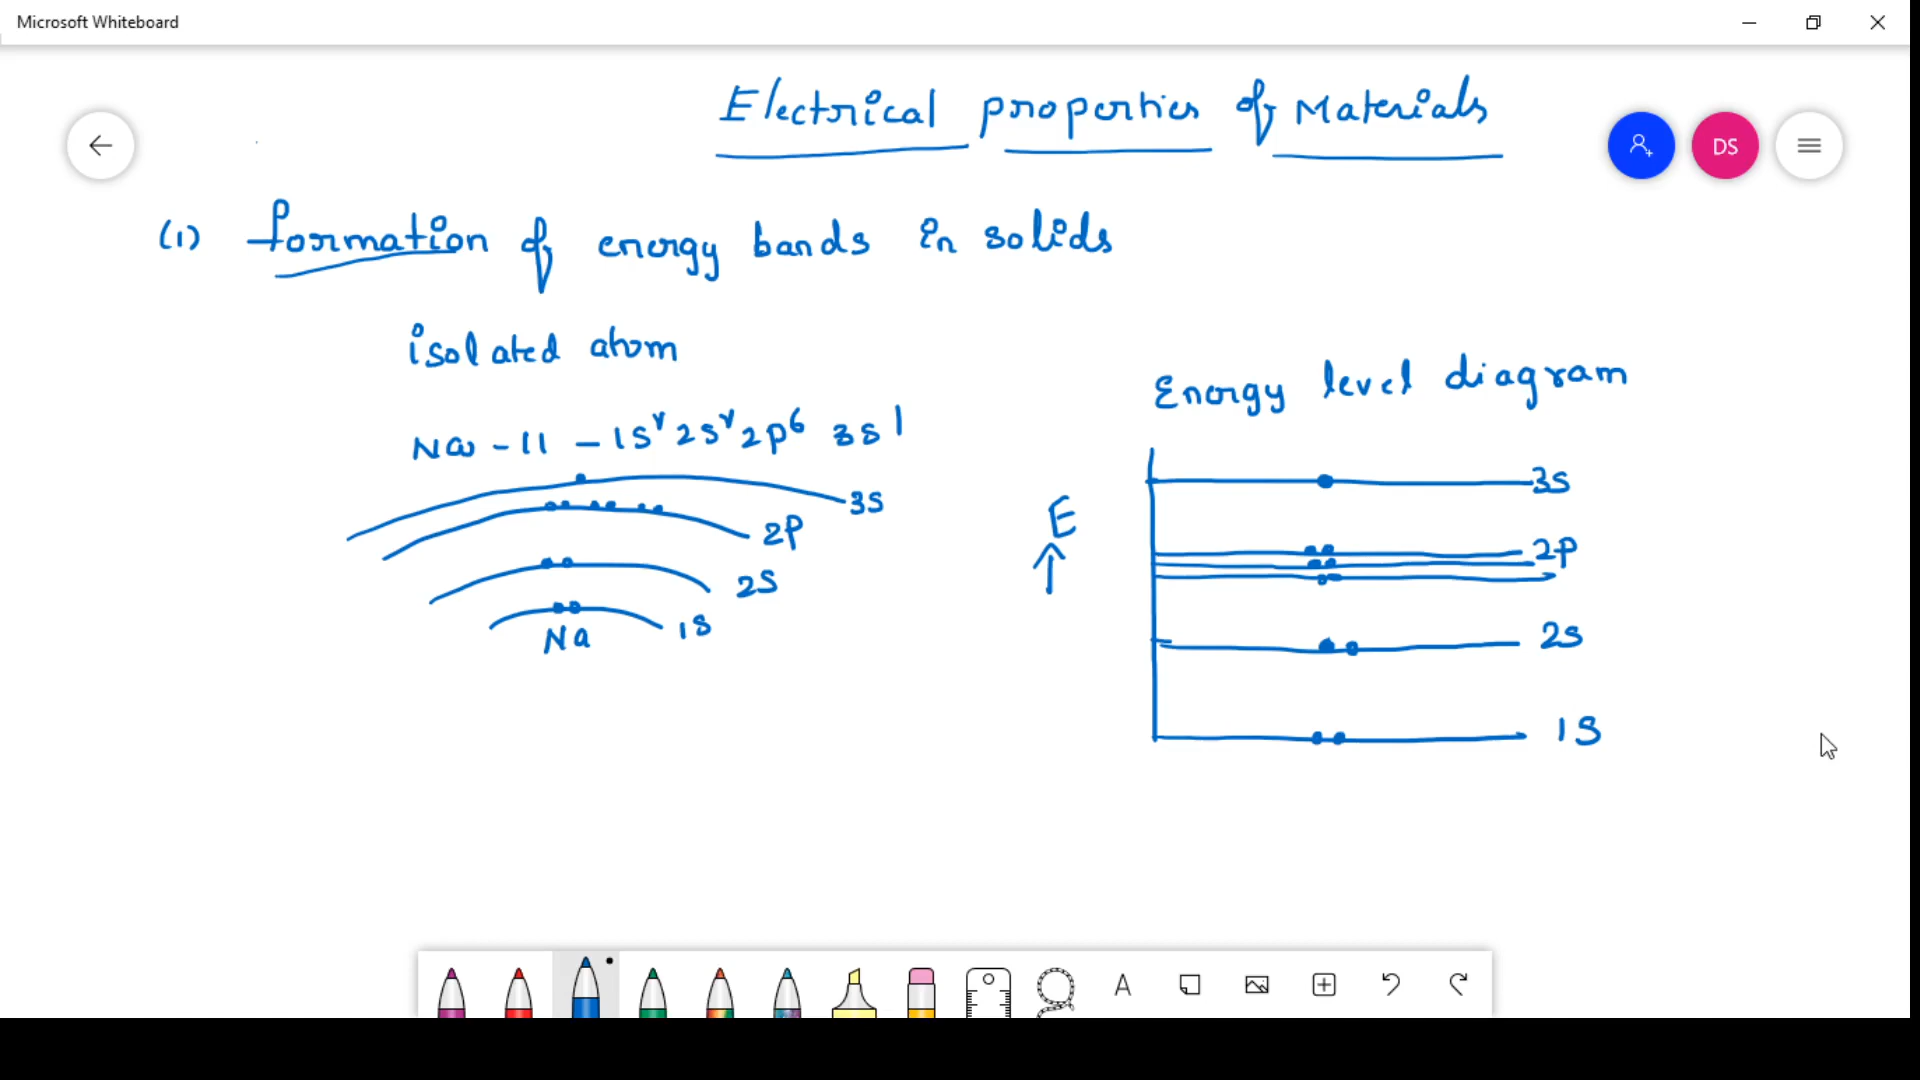 Microsoft Whiteboard
Electrical properties of Materials
DS
(1) formation of energy bands in solids
isolated atom
Energy level diagram
Na - 11 - 1s² 2s² 2p⁶ 3s¹
3s
2p
2s
1s
Na
E
3s
2p
2s
1s
A